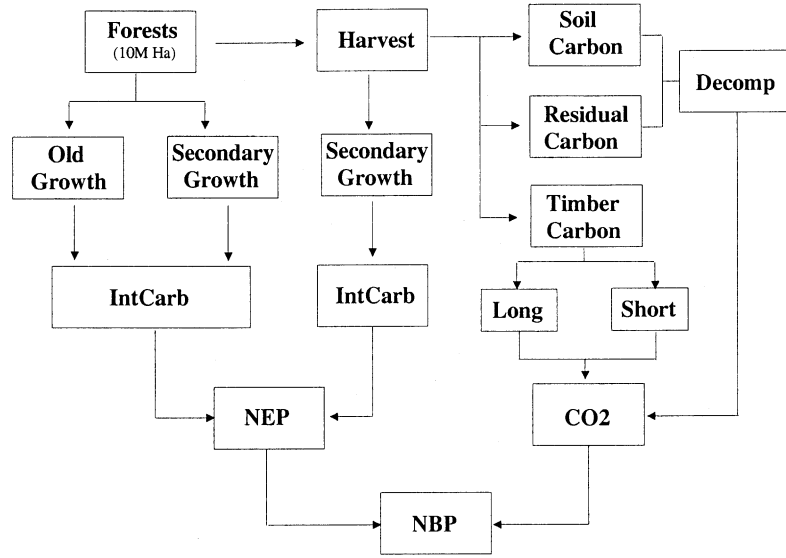 Forests
(10M Ha)
Harvest
Soil
Carbon
Decomp
Residual
Carbon
Old
Growth
Secondary
Growth
Secondary
Growth
Timber
Carbon
IntCarb
IntCarb
Long
Short
NEP
CO2
NBP